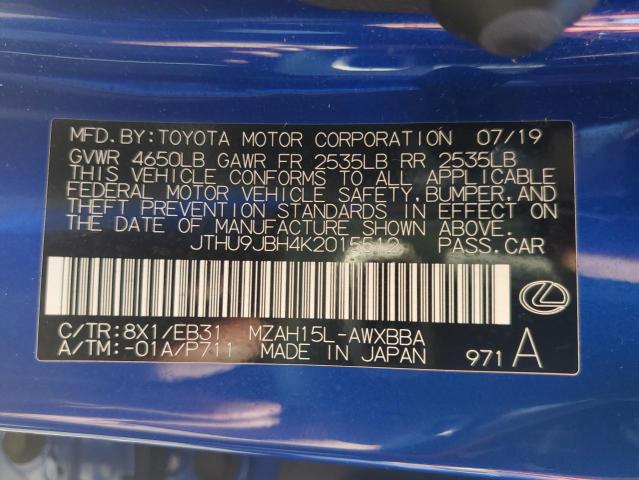 MFD.BY:TOYOTA MOTOR CORPORATION 07/19
GVWR 4650LB GAWR FR 2535LB RR 2535LB
THIS VEHICLE CONFORMS TO ALL APPLICABLE
FEDERAL MOTOR VEHICLE SAFETY, BUMPER, AND
THEFT PREVENTION STANDARDS IN EFFECT ON
THE DATE OF MANUFACTURE SHOWN ABOVE.
JTHU9JBH4K2015512 PASS.CAR
C/TR:8X1/EB31 MZAH15L-AWXBBA
A/TM:-01A/P711 MADE IN JAPAN 971 A